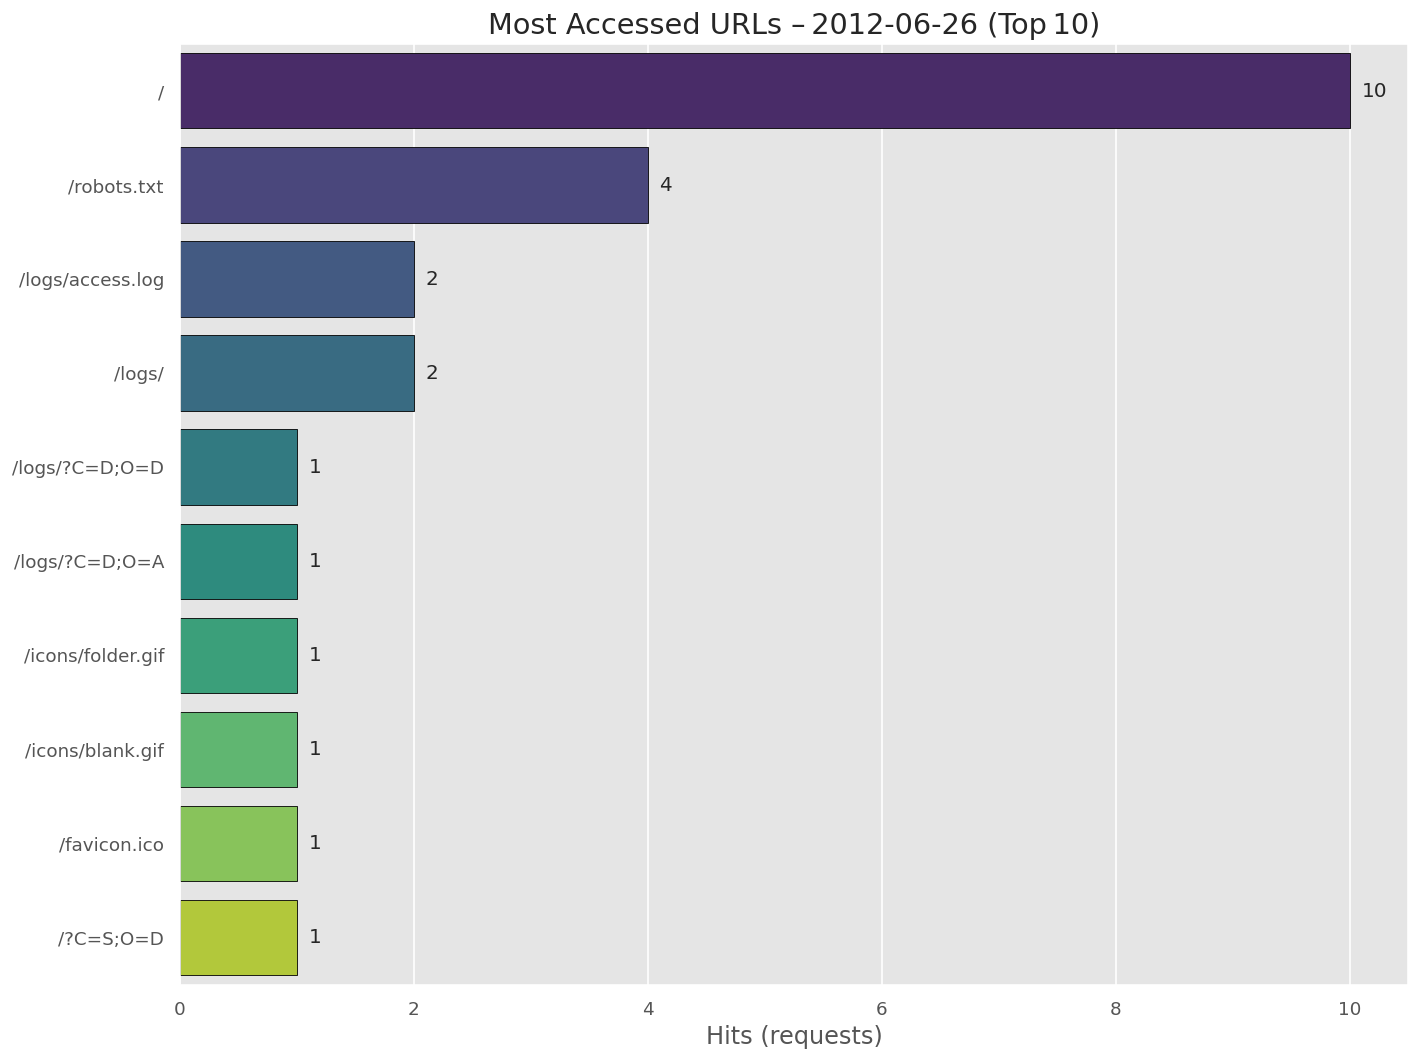 Most Accessed URLs – 2012-06-26 (Top 10)
/ 10
/robots.txt 4
/logs/access.log 2
/logs/ 2
/logs/?C=D;O=D 1
/logs/?C=D;O=A 1
/icons/folder.gif 1
/icons/blank.gif 1
/favicon.ico 1
/?C=S;O=D 1
0 2 4 6 8 10
Hits (requests)